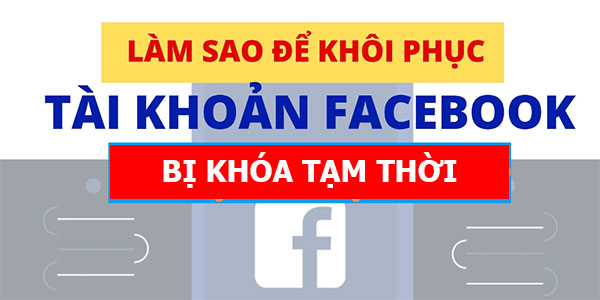 LÀM SAO ĐỂ KHÔI PHỤC
TÀI KHOẢN FACEBOOK
BỊ KHÓA TẠM THỜI
f